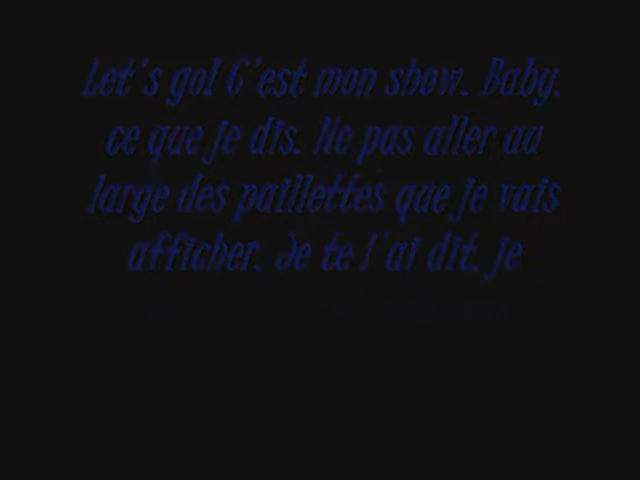 Let's go! C'est mon show. Baby.
ce que je dis. Ne pas aller au
large des paillettes que je vais
afficher. Je te l'ai dit. je